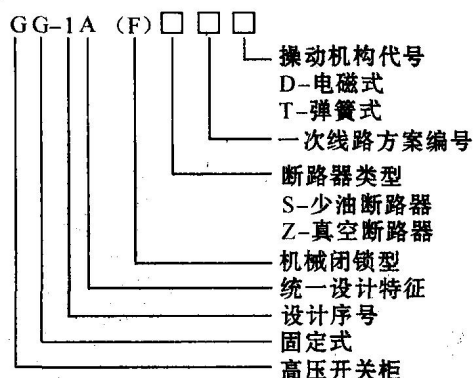 GG-1A (F)□ □ □
操动机构代号
D-电磁式
T-弹簧式
一次线路方案编号
断路器类型
S-少油断路器
Z-真空断路器
机械闭锁型
统一设计特征
设计序号
固定式
高压开关柜